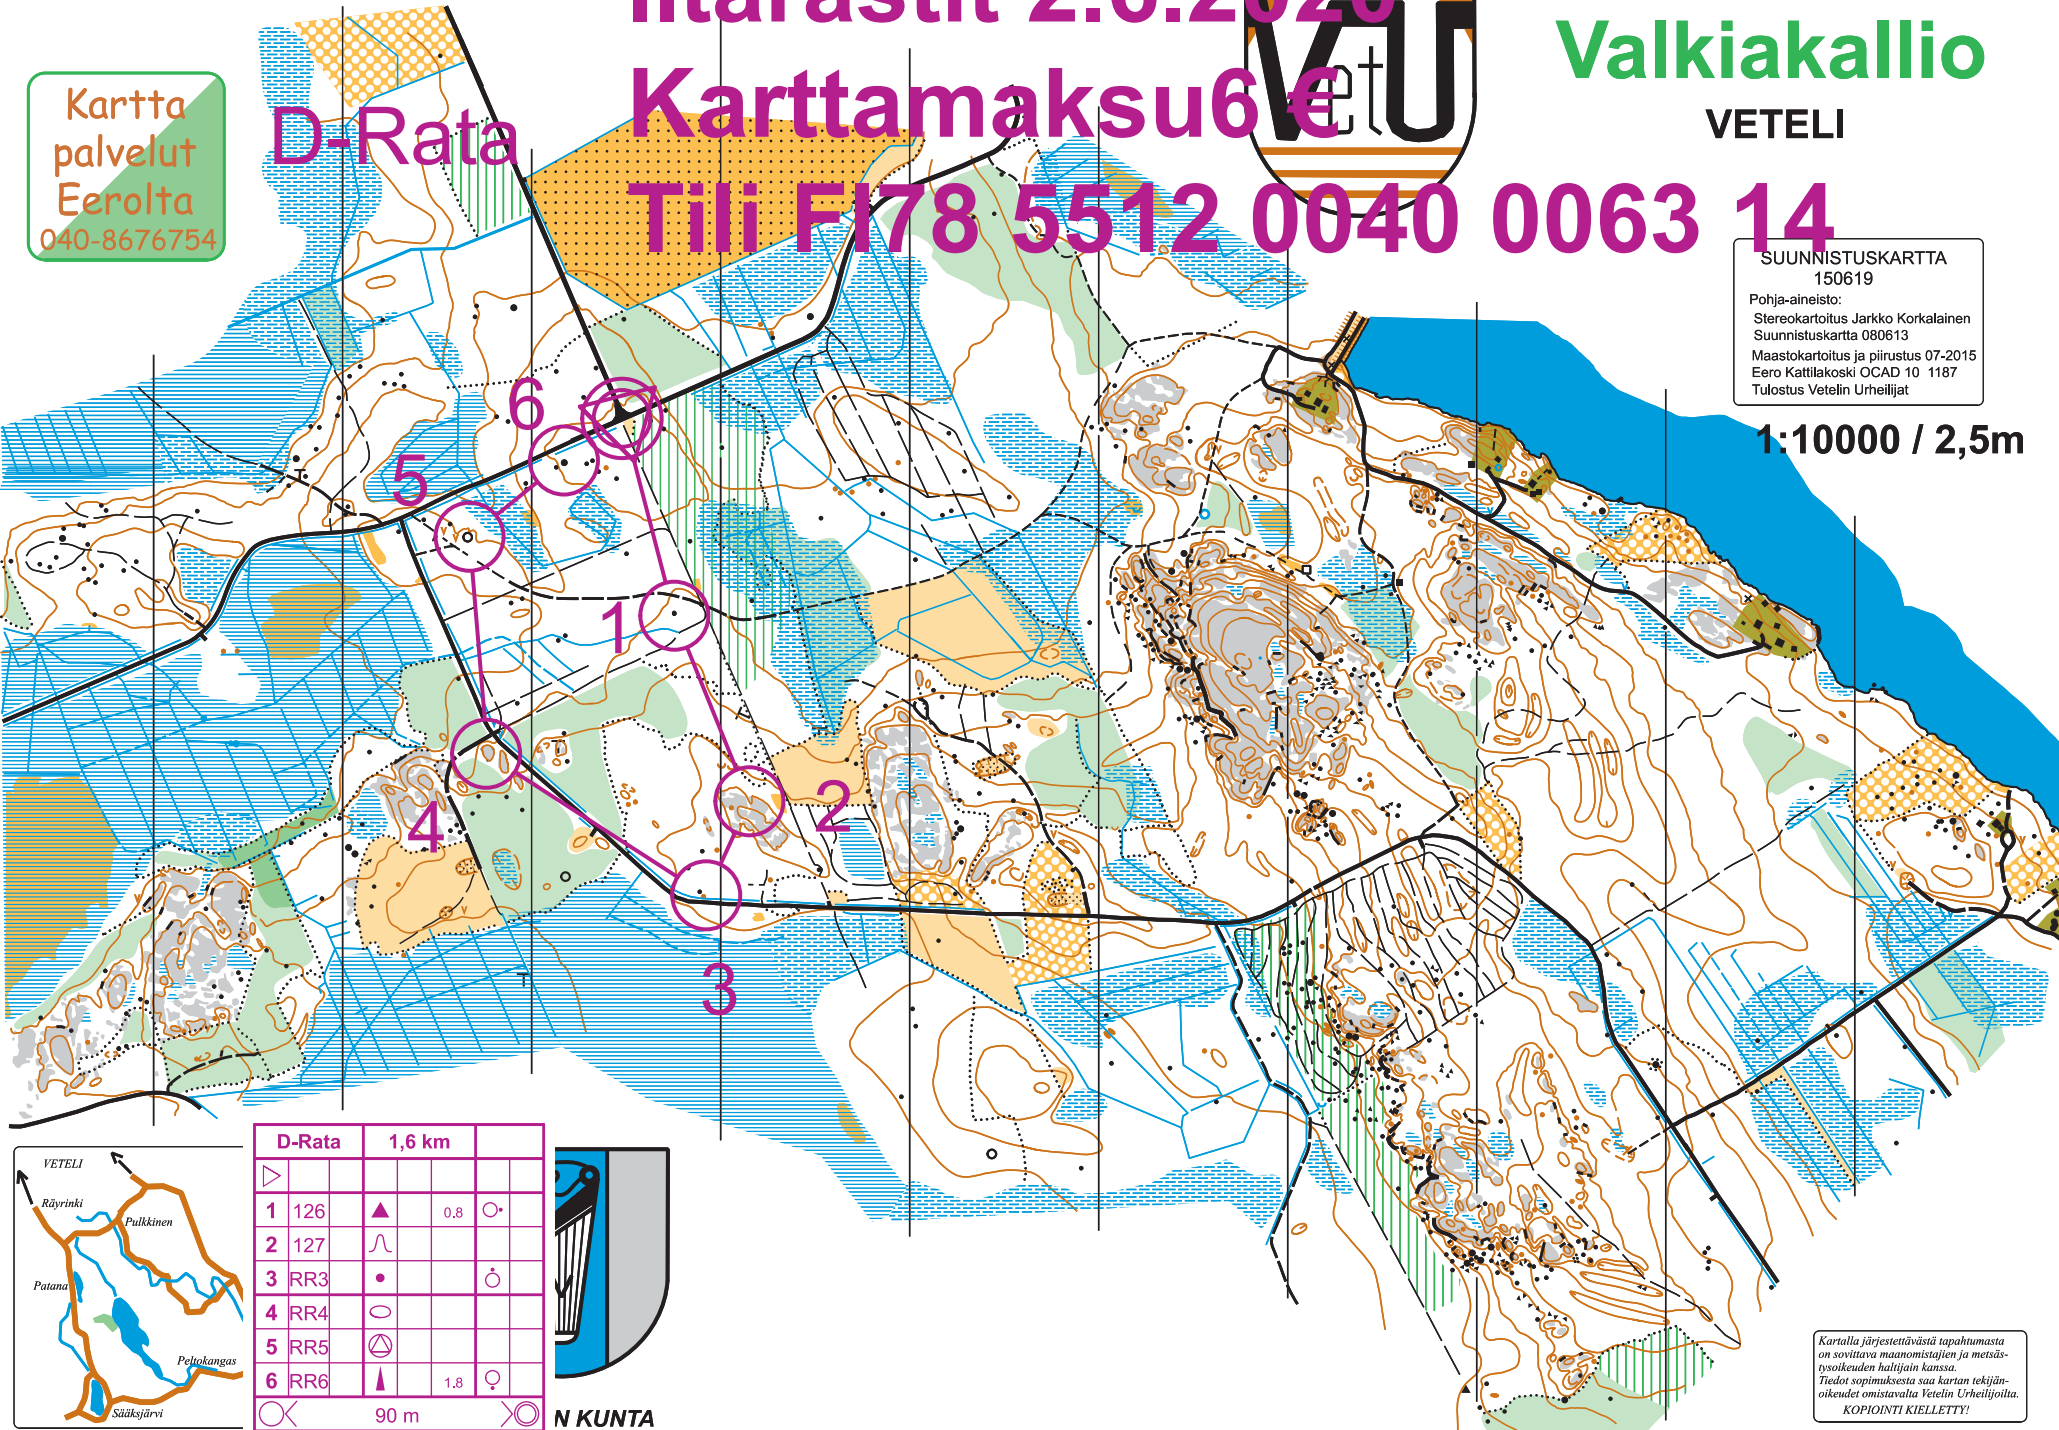 Iltarastit 2.6.2020
Karttamaksu6 €
Tili FI78 5512 0040 0063 14
VetU
Valkiakallio
VETELI
Kartta
palvelut
Eerolta
040-8676754
D-Rata
SUUNNISTUSKARTTA
150619
Pohja-aineisto:
Stereokartoitus Jarkko Korkalainen
Suunnistuskartta 080613
Maastokartoitus ja piirustus 07-2015
Eero Kattilakoski OCAD 10 1187
Tulostus Vetelin Urheilijat
1:10000 / 2,5m
6
5
1
2
4
3
VETELI
Räyrinki
Pulkkinen
Patana
Peltokangas
Sääksjärvi
D-Rata 1,6 km
1 126 0.8
2 127
3 RR3
4 RR4
5 RR5
6 RR6 1.8
90 m
N KUNTA
Kartalla järjestettävästä tapahtumasta
on sovittava maanomistajien ja metsäs-
tysoikeuden haltijain kanssa.
Tiedot sopimuksesta saa kartan tekijän-
oikeudet omistavalta Vetelin Urheilijoilta.
KOPIOINTI KIELLETTY!